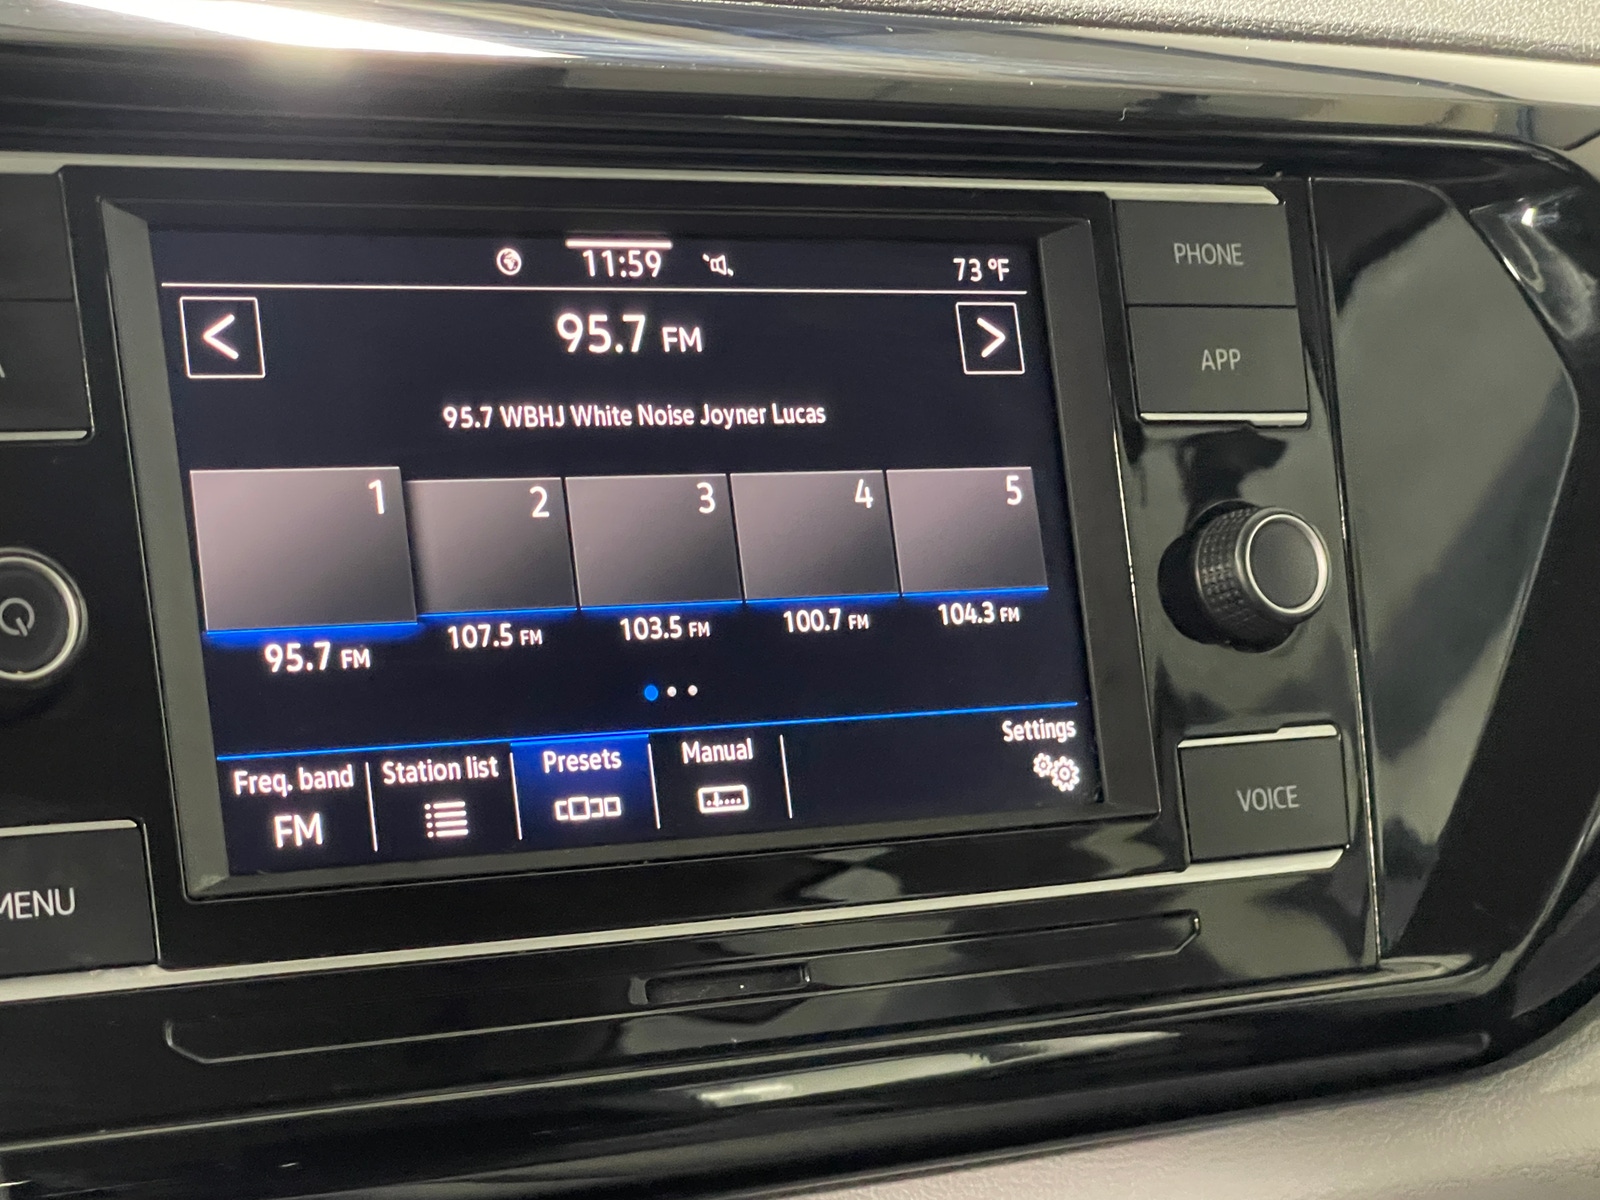 11:59
73 °F
PHONE
95.7 FM
APP
95.7 WBHJ White Noise Joyner Lucas
1
2
3
4
5
95.7 FM
107.5 FM
103.5 FM
100.7 FM
104.3 FM
Freq. band
FM
Station list
Presets
Manual
Settings
VOICE
MENU